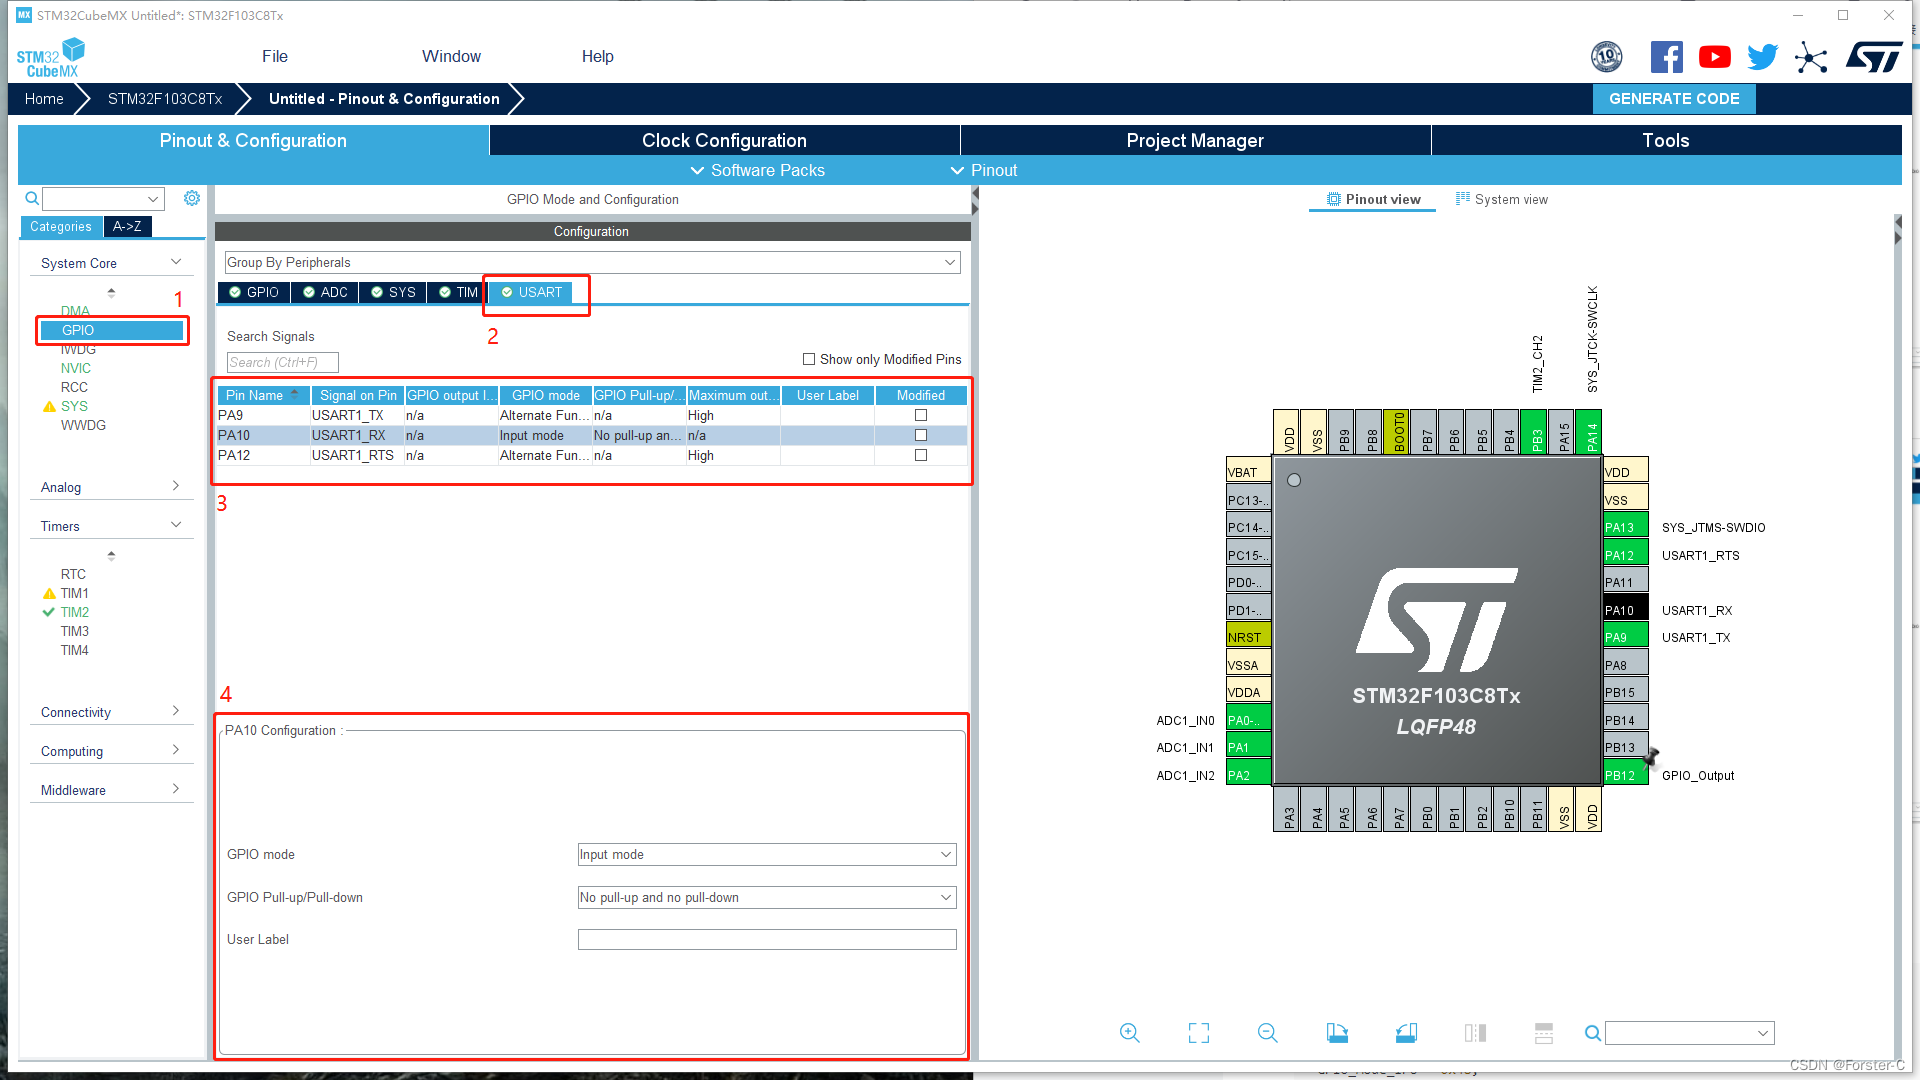 MX STM32CubeMX Untitled*: STM32F103C8Tx
STM32 CubeMX
File Window Help
10
Home STM32F103C8Tx Untitled - Pinout & Configuration GENERATE CODE
Pinout & Configuration Clock Configuration Project Manager Tools
Software Packs Pinout
GPIO Mode and Configuration
Pinout view System view
Categories A->Z
Configuration
Group By Peripherals
System Core
DMA
GPIO
IWDG
NVIC
RCC
SYS
WWDG
Analog
Timers
RTC
TIM1
TIM2
TIM3
TIM4
Connectivity
Computing
Middleware
1
GPIO ADC SYS TIM USART
2
Search Signals
Search (Ctrl+F)
Show only Modified Pins
Pin Name Signal on Pin GPIO output l... GPIO mode GPIO Pull-up/... Maximum out... User Label Modified
PA9 USART1_TX n/a Alternate Fun... n/a High
PA10 USART1_RX n/a Input mode No pull-up an... n/a
PA12 USART1_RTS n/a Alternate Fun... n/a High
3
4
PA10 Configuration :
GPIO mode Input mode
GPIO Pull-up/Pull-down No pull-up and no pull-down
User Label
TIM2_CH2
SYS_JTCK-SWCLK
VDD VSS PB9 PB8 BOOT0 PB7 PB6 PB5 PB4 PB3 PA15 PA14
VBAT
PC13-..
PC14-..
PC15-..
PD0-..
PD1-..
NRST
VSSA
VDDA
ADC1_IN0 PA0-..
ADC1_IN1 PA1
ADC1_IN2 PA2
ST
STM32F103C8Tx
LQFP48
VDD
VSS
PA13 SYS_JTMS-SWDIO
PA12 USART1_RTS
PA11
PA10 USART1_RX
PA9 USART1_TX
PA8
PB15
PB14
PB13
PB12 GPIO_Output
PA3 PA4 PA5 PA6 PA7 PB0 PB1 PB2 PB10 PB11 VSS VDD
CSDN @Forster-C